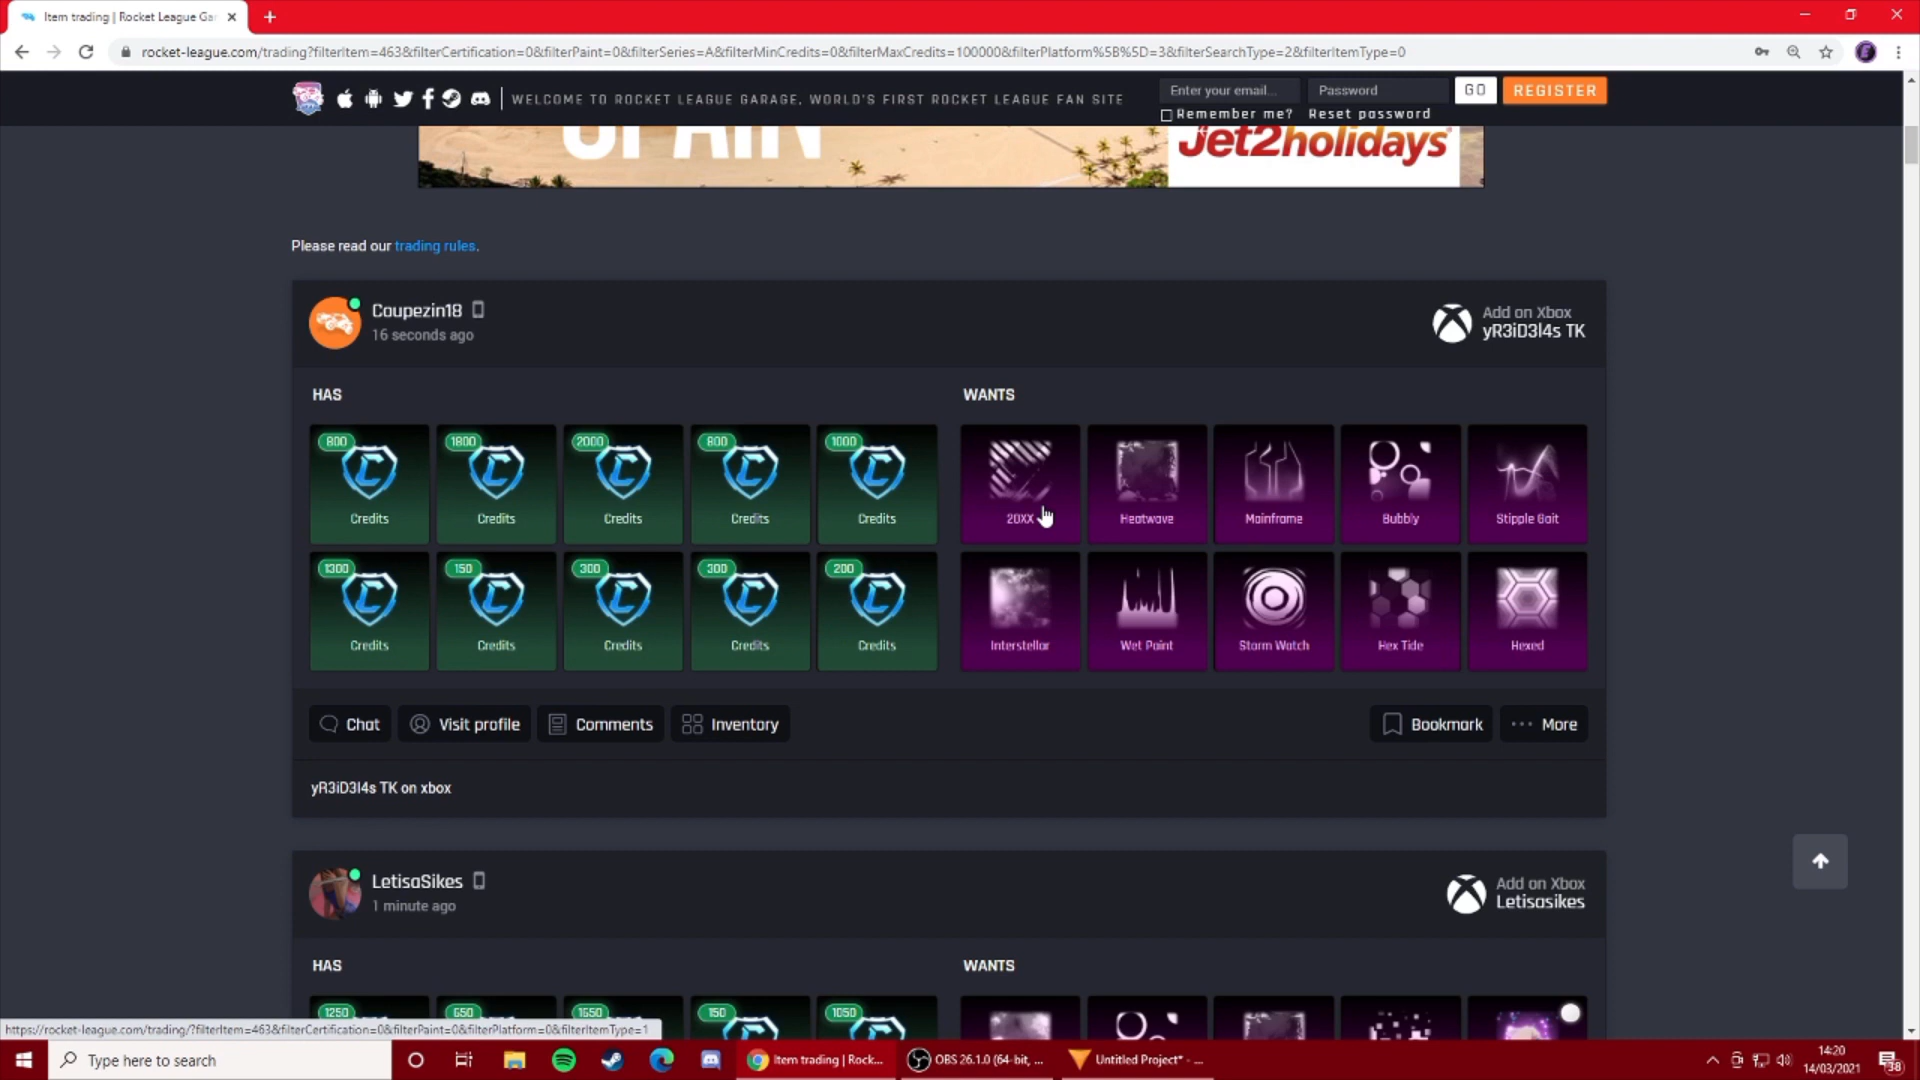 Item trading | Rocket League Gar
rocket-league.com/trading?filterItem=463&filterCertification=0&filterPaint=0&filterSeries=A&filterMinCredits=0&filterMaxCredits=100000&filterPlatform%5B%5D=3&filterSearchType=2&filterItemType=0
WELCOME TO ROCKET LEAGUE GARAGE, WORLD'S FIRST ROCKET LEAGUE FAN SITE
Enter your email... Password GO REGISTER
Remember me? Reset password
SPAIN
Jet2holidays
Please read our trading rules.
Coupezin18
16 seconds ago
Add on Xbox
yR3iD3l4s TK
HAS WANTS
800 1800 2000 800 1000
Credits Credits Credits Credits Credits 20XX Heatwave Mainframe Bubbly Stipple Gait
1300 150 300 300 200
Credits Credits Credits Credits Credits Interstellar Wet Paint Storm Watch Hex Tide Hexed
Chat Visit profile Comments Inventory Bookmark More
yR3iD3l4s TK on xbox
LetisaSikes
1 minute ago
Add on Xbox
Letisasikes
HAS WANTS
1250 650 1650 150 1050
https://rocket-league.com/trading/?filterItem=463&filterCertification=0&filterPaint=0&filterPlatform=0&filterItemType=1
Type here to search
Item trading | Rock...
OBS 26.1.0 (64-bit, ...
Untitled Project* - ...
14:20
14/03/2021
38